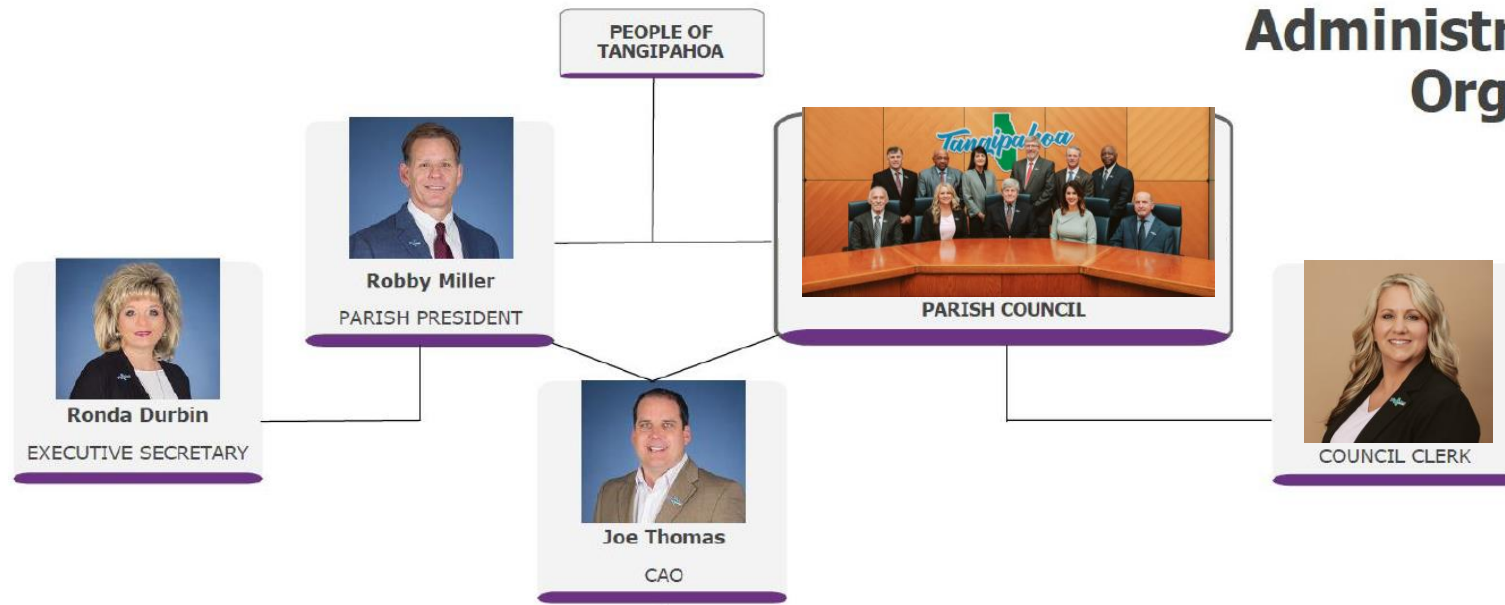 Administr
Org
PEOPLE OF
TANGIPAHOA
Tangipahoa
Robby Miller
PARISH PRESIDENT
PARISH COUNCIL
Ronda Durbin
EXECUTIVE SECRETARY
Joe Thomas
CAO
COUNCIL CLERK